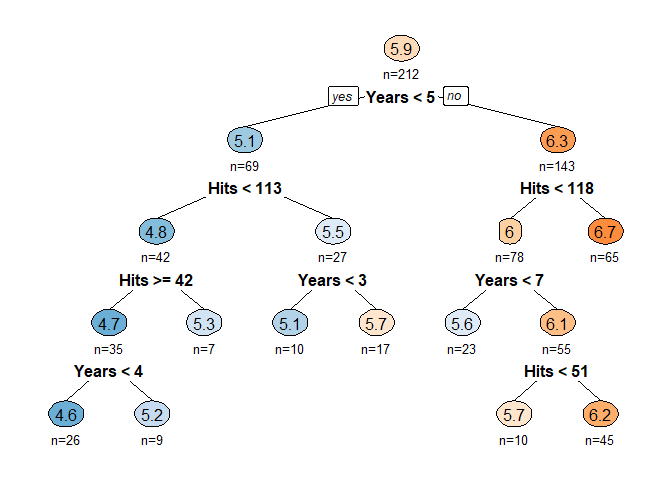 5.9
n=212
yes Years < 5 no
5.1 6.3
n=69 n=143
Hits < 113 Hits < 118
4.8 5.5 6 6.7
n=42 n=27 n=78 n=65
Hits >= 42 Years < 3 Years < 7
4.7 5.3 5.1 5.7 5.6 6.1
n=35 n=7 n=10 n=17 n=23 n=55
Years < 4 Hits < 51
4.6 5.2 5.7 6.2
n=26 n=9 n=10 n=45